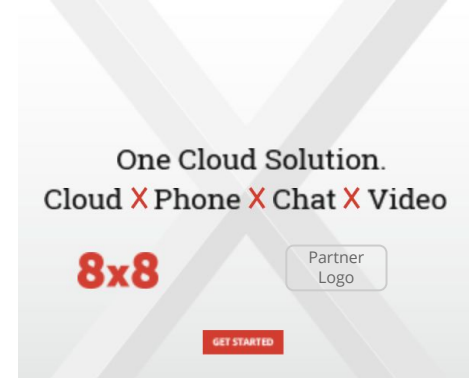 One Cloud Solution.
Cloud X Phone X Chat X Video
8x8
Partner
Logo
GET STARTED